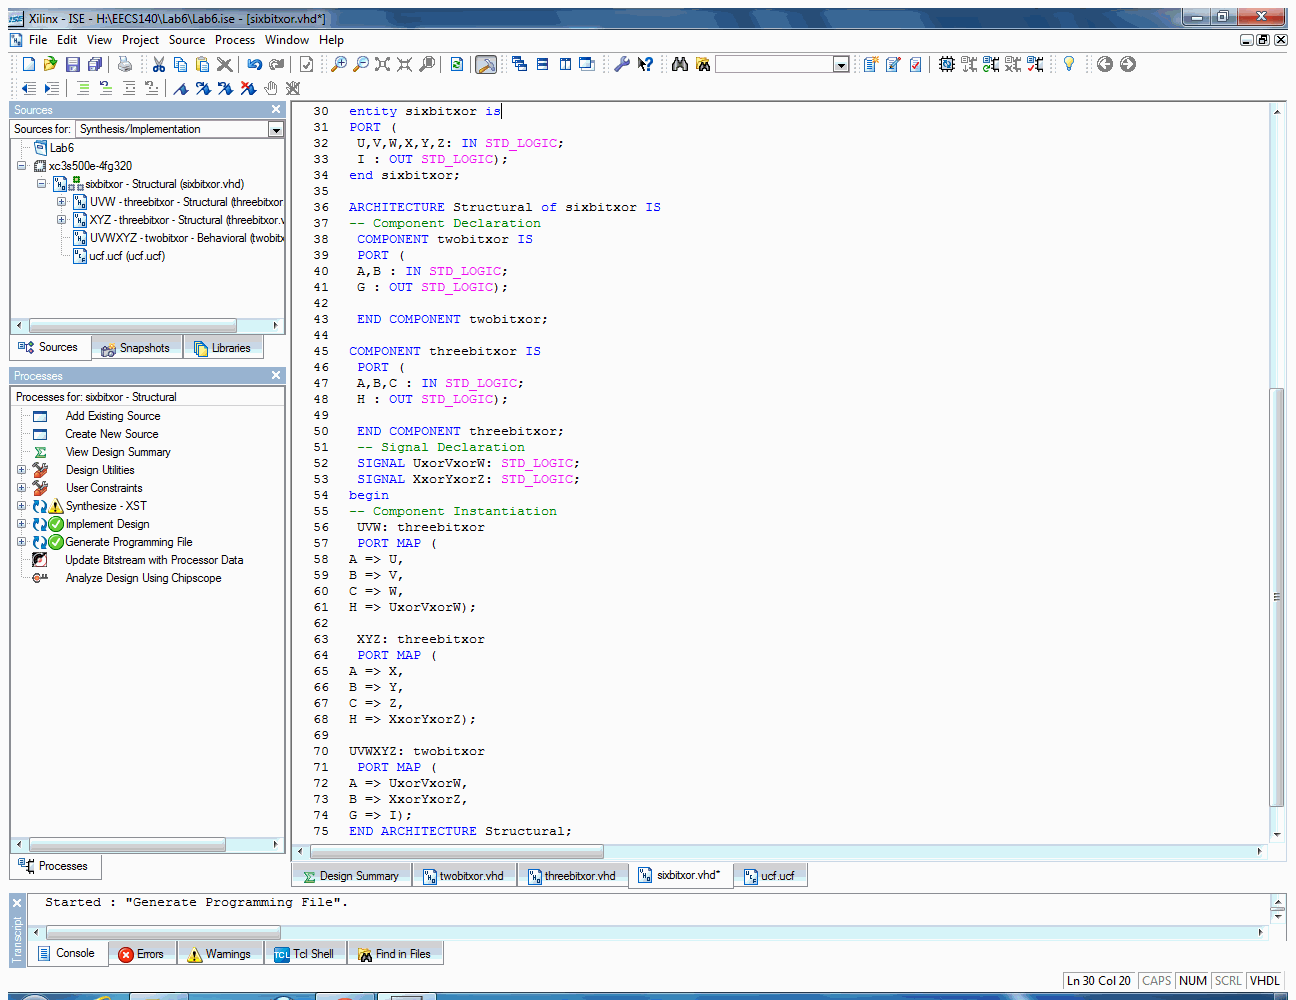 Xilinx - ISE - H:\EECS140\Lab6\Lab6.ise - [sixbitxor.vhd*]
File Edit View Project Source Process Window Help
Sources
Sources for: Synthesis/Implementation
Lab6
xc3s500e-4fg320
sixbitxor - Structural (sixbitxor.vhd)
UVW - threebitxor - Structural (threebitxor
XYZ - threebitxor - Structural (threebitxor.v
UVWXYZ - twobitxor - Behavioral (twobitx
ucf.ucf (ucf.ucf)
Sources Snapshots Libraries
Processes
Processes for: sixbitxor - Structural
Add Existing Source
Create New Source
View Design Summary
Design Utilities
User Constraints
Synthesize - XST
Implement Design
Generate Programming File
Update Bitstream with Processor Data
Analyze Design Using Chipscope
Processes
30 entity sixbitxor is
31 PORT (
32 U,V,W,X,Y,Z: IN STD_LOGIC;
33 I : OUT STD_LOGIC);
34 end sixbitxor;
35
36 ARCHITECTURE Structural of sixbitxor IS
37 -- Component Declaration
38 COMPONENT twobitxor IS
39 PORT (
40 A,B : IN STD_LOGIC;
41 G : OUT STD_LOGIC);
42
43 END COMPONENT twobitxor;
44
45 COMPONENT threebitxor IS
46 PORT (
47 A,B,C : IN STD_LOGIC;
48 H : OUT STD_LOGIC);
49
50 END COMPONENT threebitxor;
51 -- Signal Declaration
52 SIGNAL UxorVxorW: STD_LOGIC;
53 SIGNAL XxorYxorZ: STD_LOGIC;
54 begin
55 -- Component Instantiation
56 UVW: threebitxor
57 PORT MAP (
58 A => U,
59 B => V,
60 C => W,
61 H => UxorVxorW);
62
63 XYZ: threebitxor
64 PORT MAP (
65 A => X,
66 B => Y,
67 C => Z,
68 H => XxorYxorZ);
69
70 UVWXYZ: twobitxor
71 PORT MAP (
72 A => UxorVxorW,
73 B => XxorYxorZ,
74 G => I);
75 END ARCHITECTURE Structural;
Design Summary twobitxor.vhd threebitxor.vhd sixbitxor.vhd* ucf.ucf
Started : "Generate Programming File".
Transcript
Console Errors Warnings TCL Tcl Shell Find in Files
Ln 30 Col 20 CAPS NUM SCRL VHDL